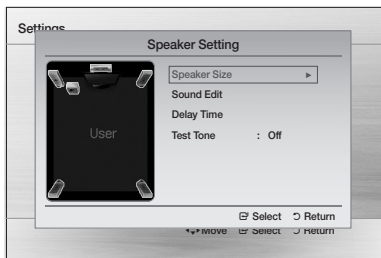 Settings
Speaker Setting
User
Speaker Size ►
Sound Edit
Delay Time
Test Tone : Off
Select Return
Move Select Return